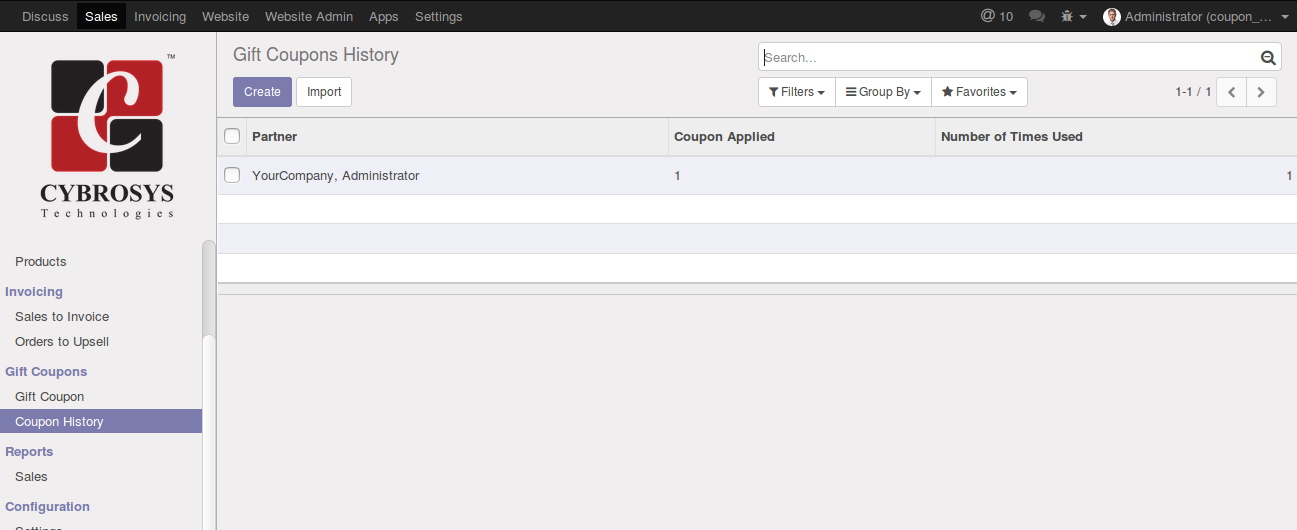 Discuss Sales Invoicing Website Website Admin Apps Settings @ 10 Administrator (coupon_...
TM
C
CYBROSYS
Technologies
Products
Invoicing
Sales to Invoice
Orders to Upsell
Gift Coupons
Gift Coupon
Coupon History
Reports
Sales
Configuration
Settings
Gift Coupons History
Search...
Create Import
Filters Group By Favorites 1-1 / 1
Partner Coupon Applied Number of Times Used
YourCompany, Administrator 1 1